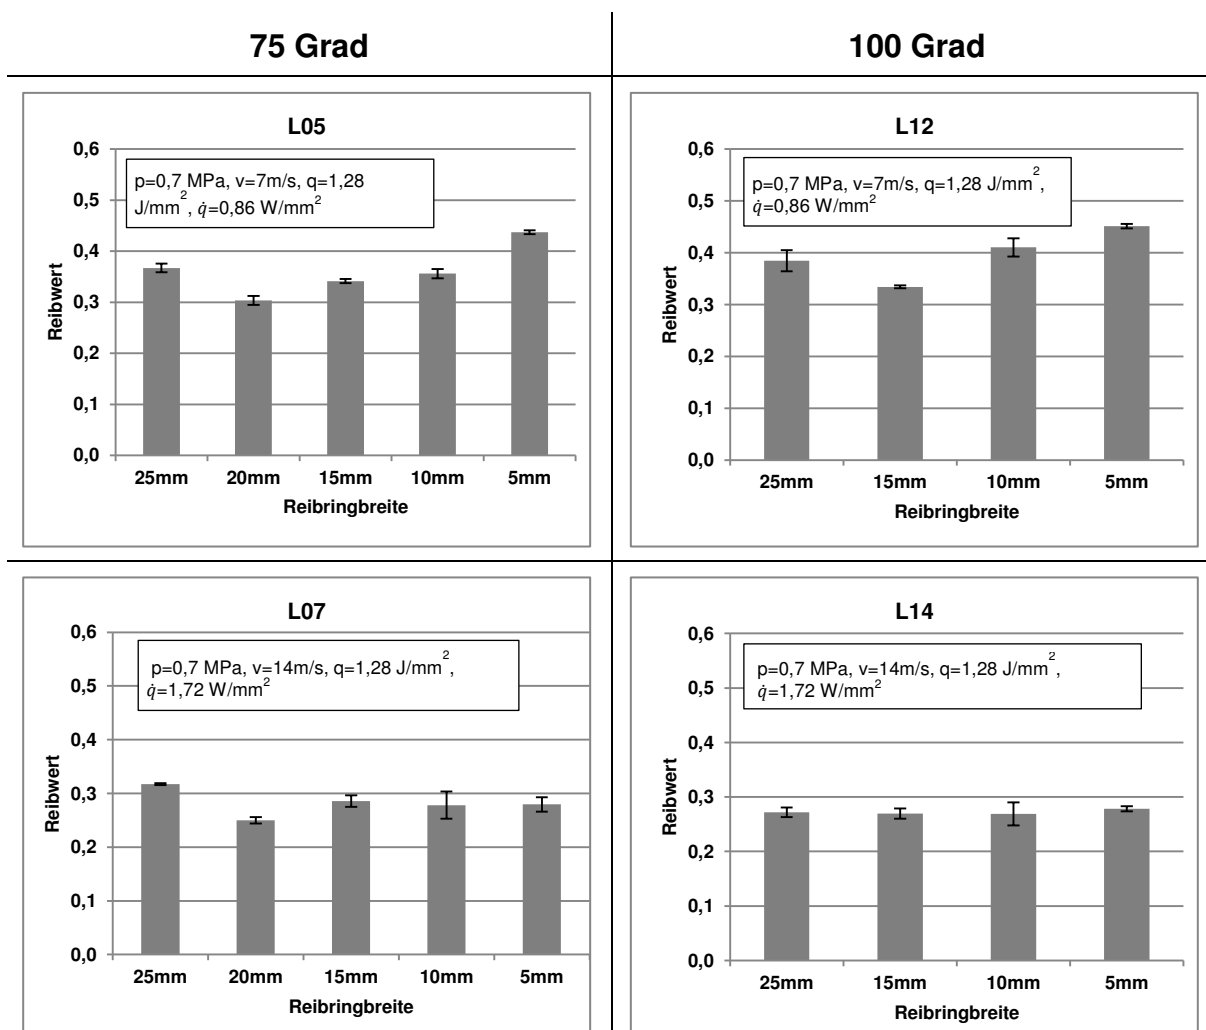 75 Grad
100 Grad
L05
0,6
0,5
0,4
0,3
0,2
0,1
0,0
Reibwert
p=0,7 MPa, v=7m/s, q=1,28
J/mm², q̇=0,86 W/mm²
25mm 20mm 15mm 10mm 5mm
Reibringbreite
L12
0,6
0,5
0,4
0,3
0,2
0,1
0,0
Reibwert
p=0,7 MPa, v=7m/s, q=1,28 J/mm²,
q̇=0,86 W/mm²
25mm 15mm 10mm 5mm
Reibringbreite
L07
0,6
0,5
0,4
0,3
0,2
0,1
0,0
Reibwert
p=0,7 MPa, v=14m/s, q=1,28 J/mm²,
q̇=1,72 W/mm²
25mm 20mm 15mm 10mm 5mm
Reibringbreite
L14
0,6
0,5
0,4
0,3
0,2
0,1
0,0
Reibwert
p=0,7 MPa, v=14m/s, q=1,28 J/mm²,
q̇=1,72 W/mm²
25mm 15mm 10mm 5mm
Reibringbreite